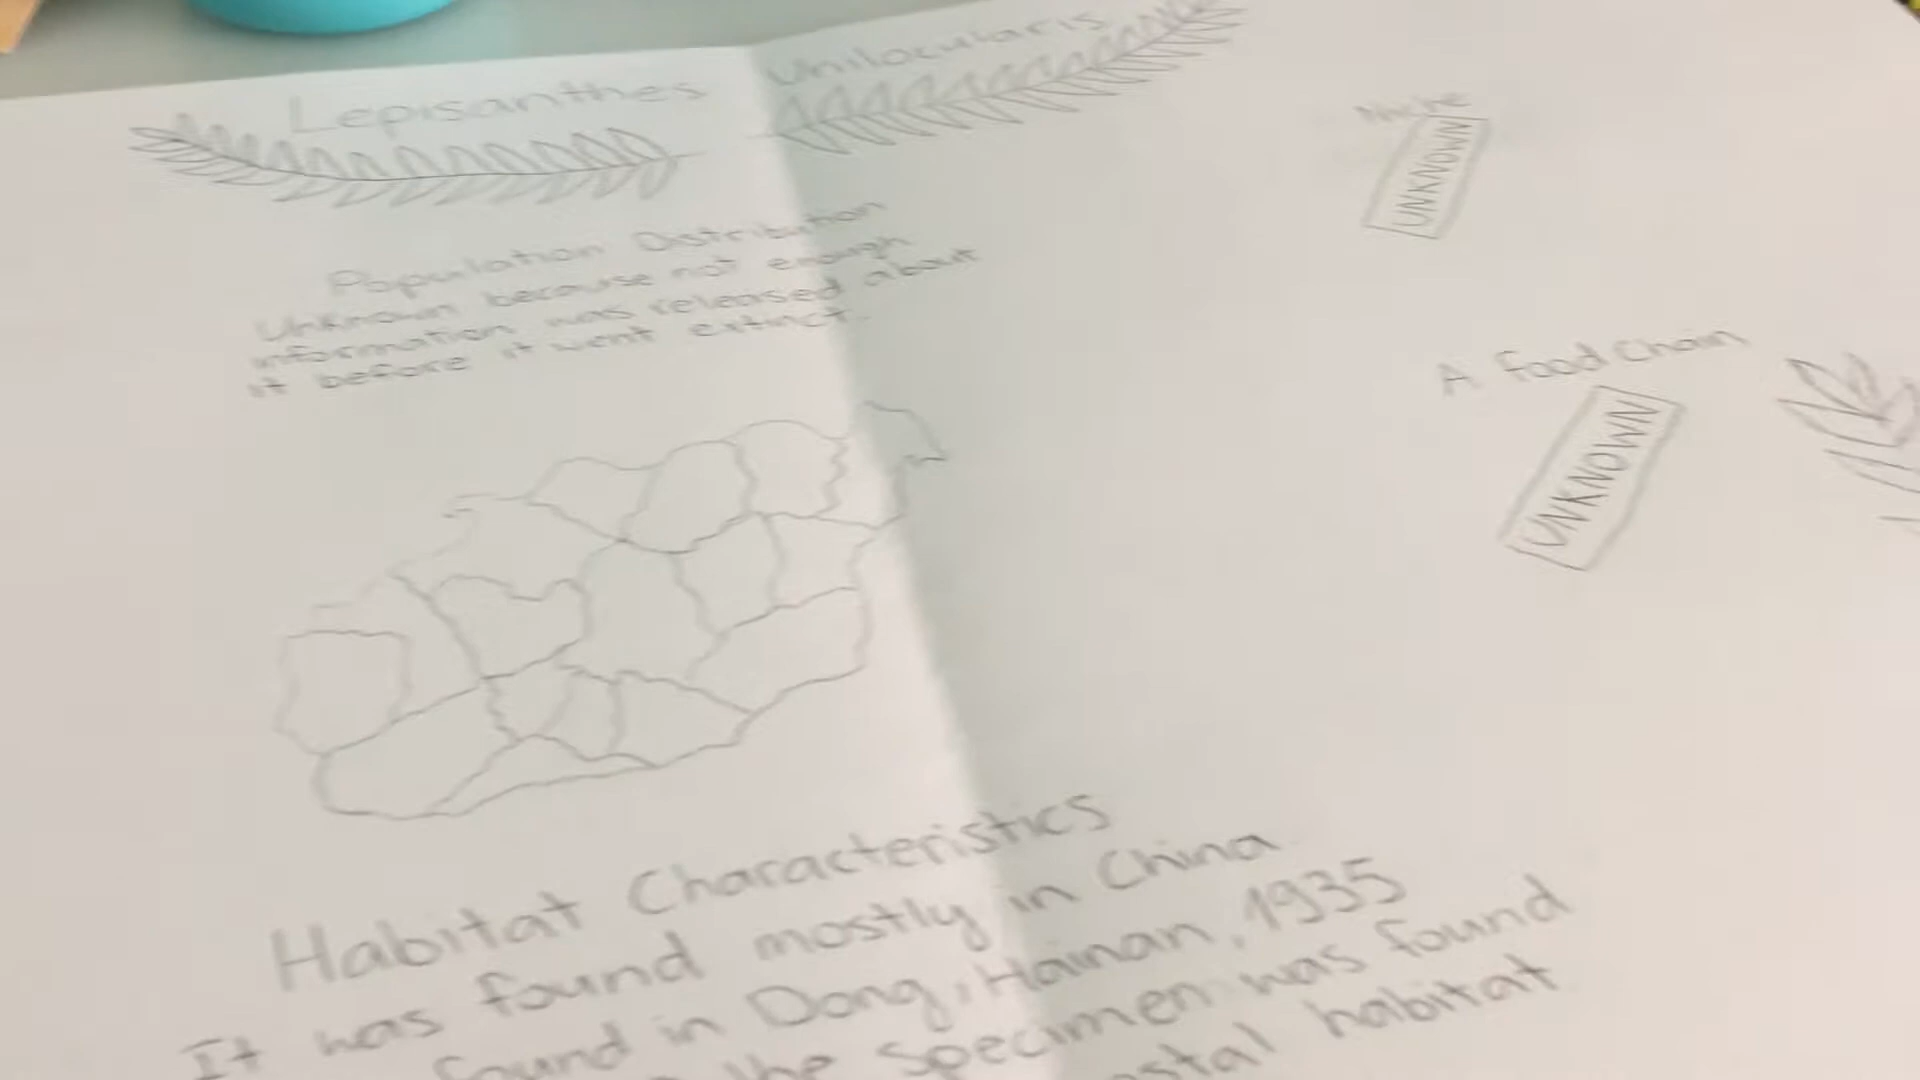 Lepisanthes Unilocularis
Population Distribution
Unknown because not enough
information was released about
it before it went extinct.
Niche
UNKNOWN
A Food Chain
UNKNOWN
Habitat Characteristics
It was found mostly in China
found in Dong, Hainan, 1935
the Specimen was found
habitat